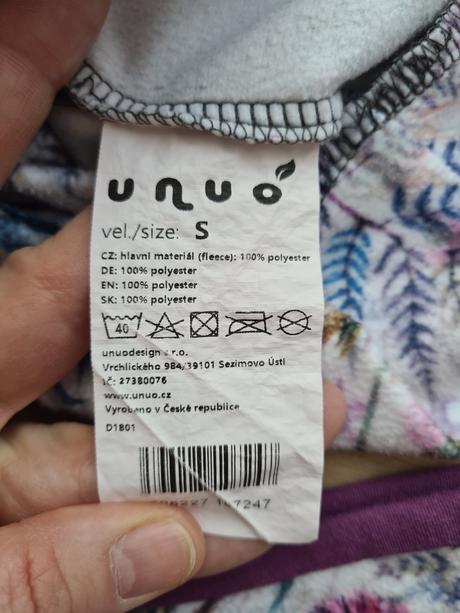 unuo
vel./size: S
CZ: hlavní materiál (fleece): 100% polyester
DE: 100% polyester
EN: 100% polyester
SK: 100% polyester
40
unuodesign s.r.o.
Vrchlického 984/39101 Sezimovo Ústí
IČ: 27380076
www.unuo.cz
Vyrobeno v České republice
D1801
7247